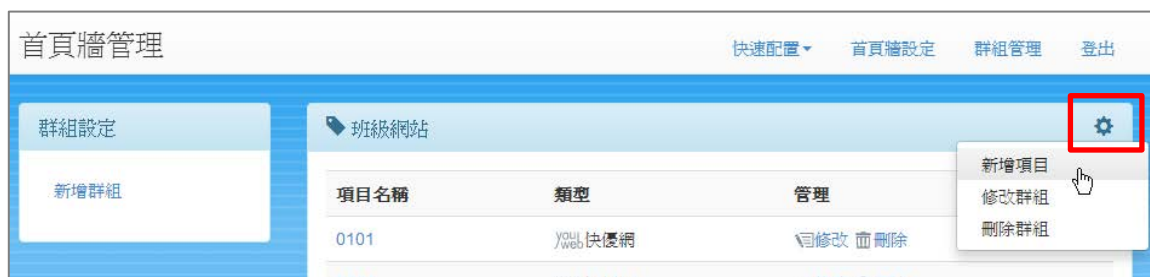 首頁牆管理
快速配置 首頁牆設定 群組管理 登出
群組設定
新增群組
班級網站
新增項目
修改群組
刪除群組
項目名稱 類型 管理
0101 youweb 快優網 修改 刪除